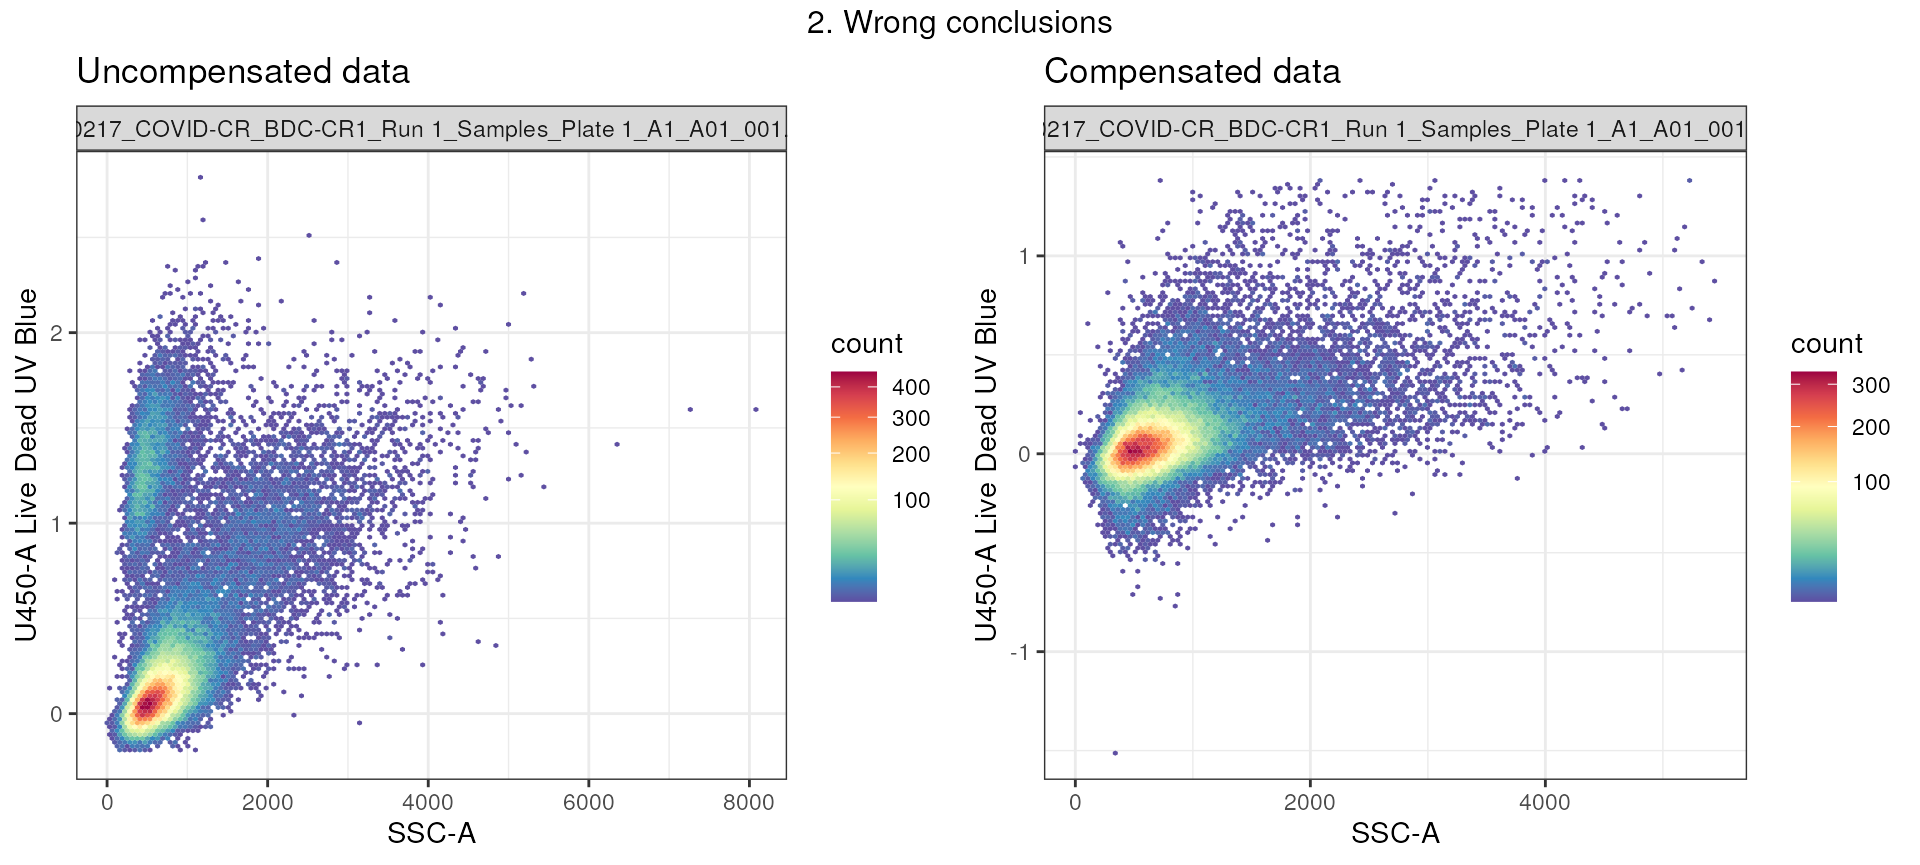 2. Wrong conclusions
Uncompensated data
0217_COVID-CR_BDC-CR1_Run 1_Samples_Plate 1_A1_A01_001.
U450-A Live Dead UV Blue
2
1
0
0
2000
4000
6000
8000
SSC-A
count
400
300
200
100
Compensated data
217_COVID-CR_BDC-CR1_Run 1_Samples_Plate 1_A1_A01_001
U450-A Live Dead UV Blue
1
0
-1
0
2000
4000
SSC-A
count
300
200
100